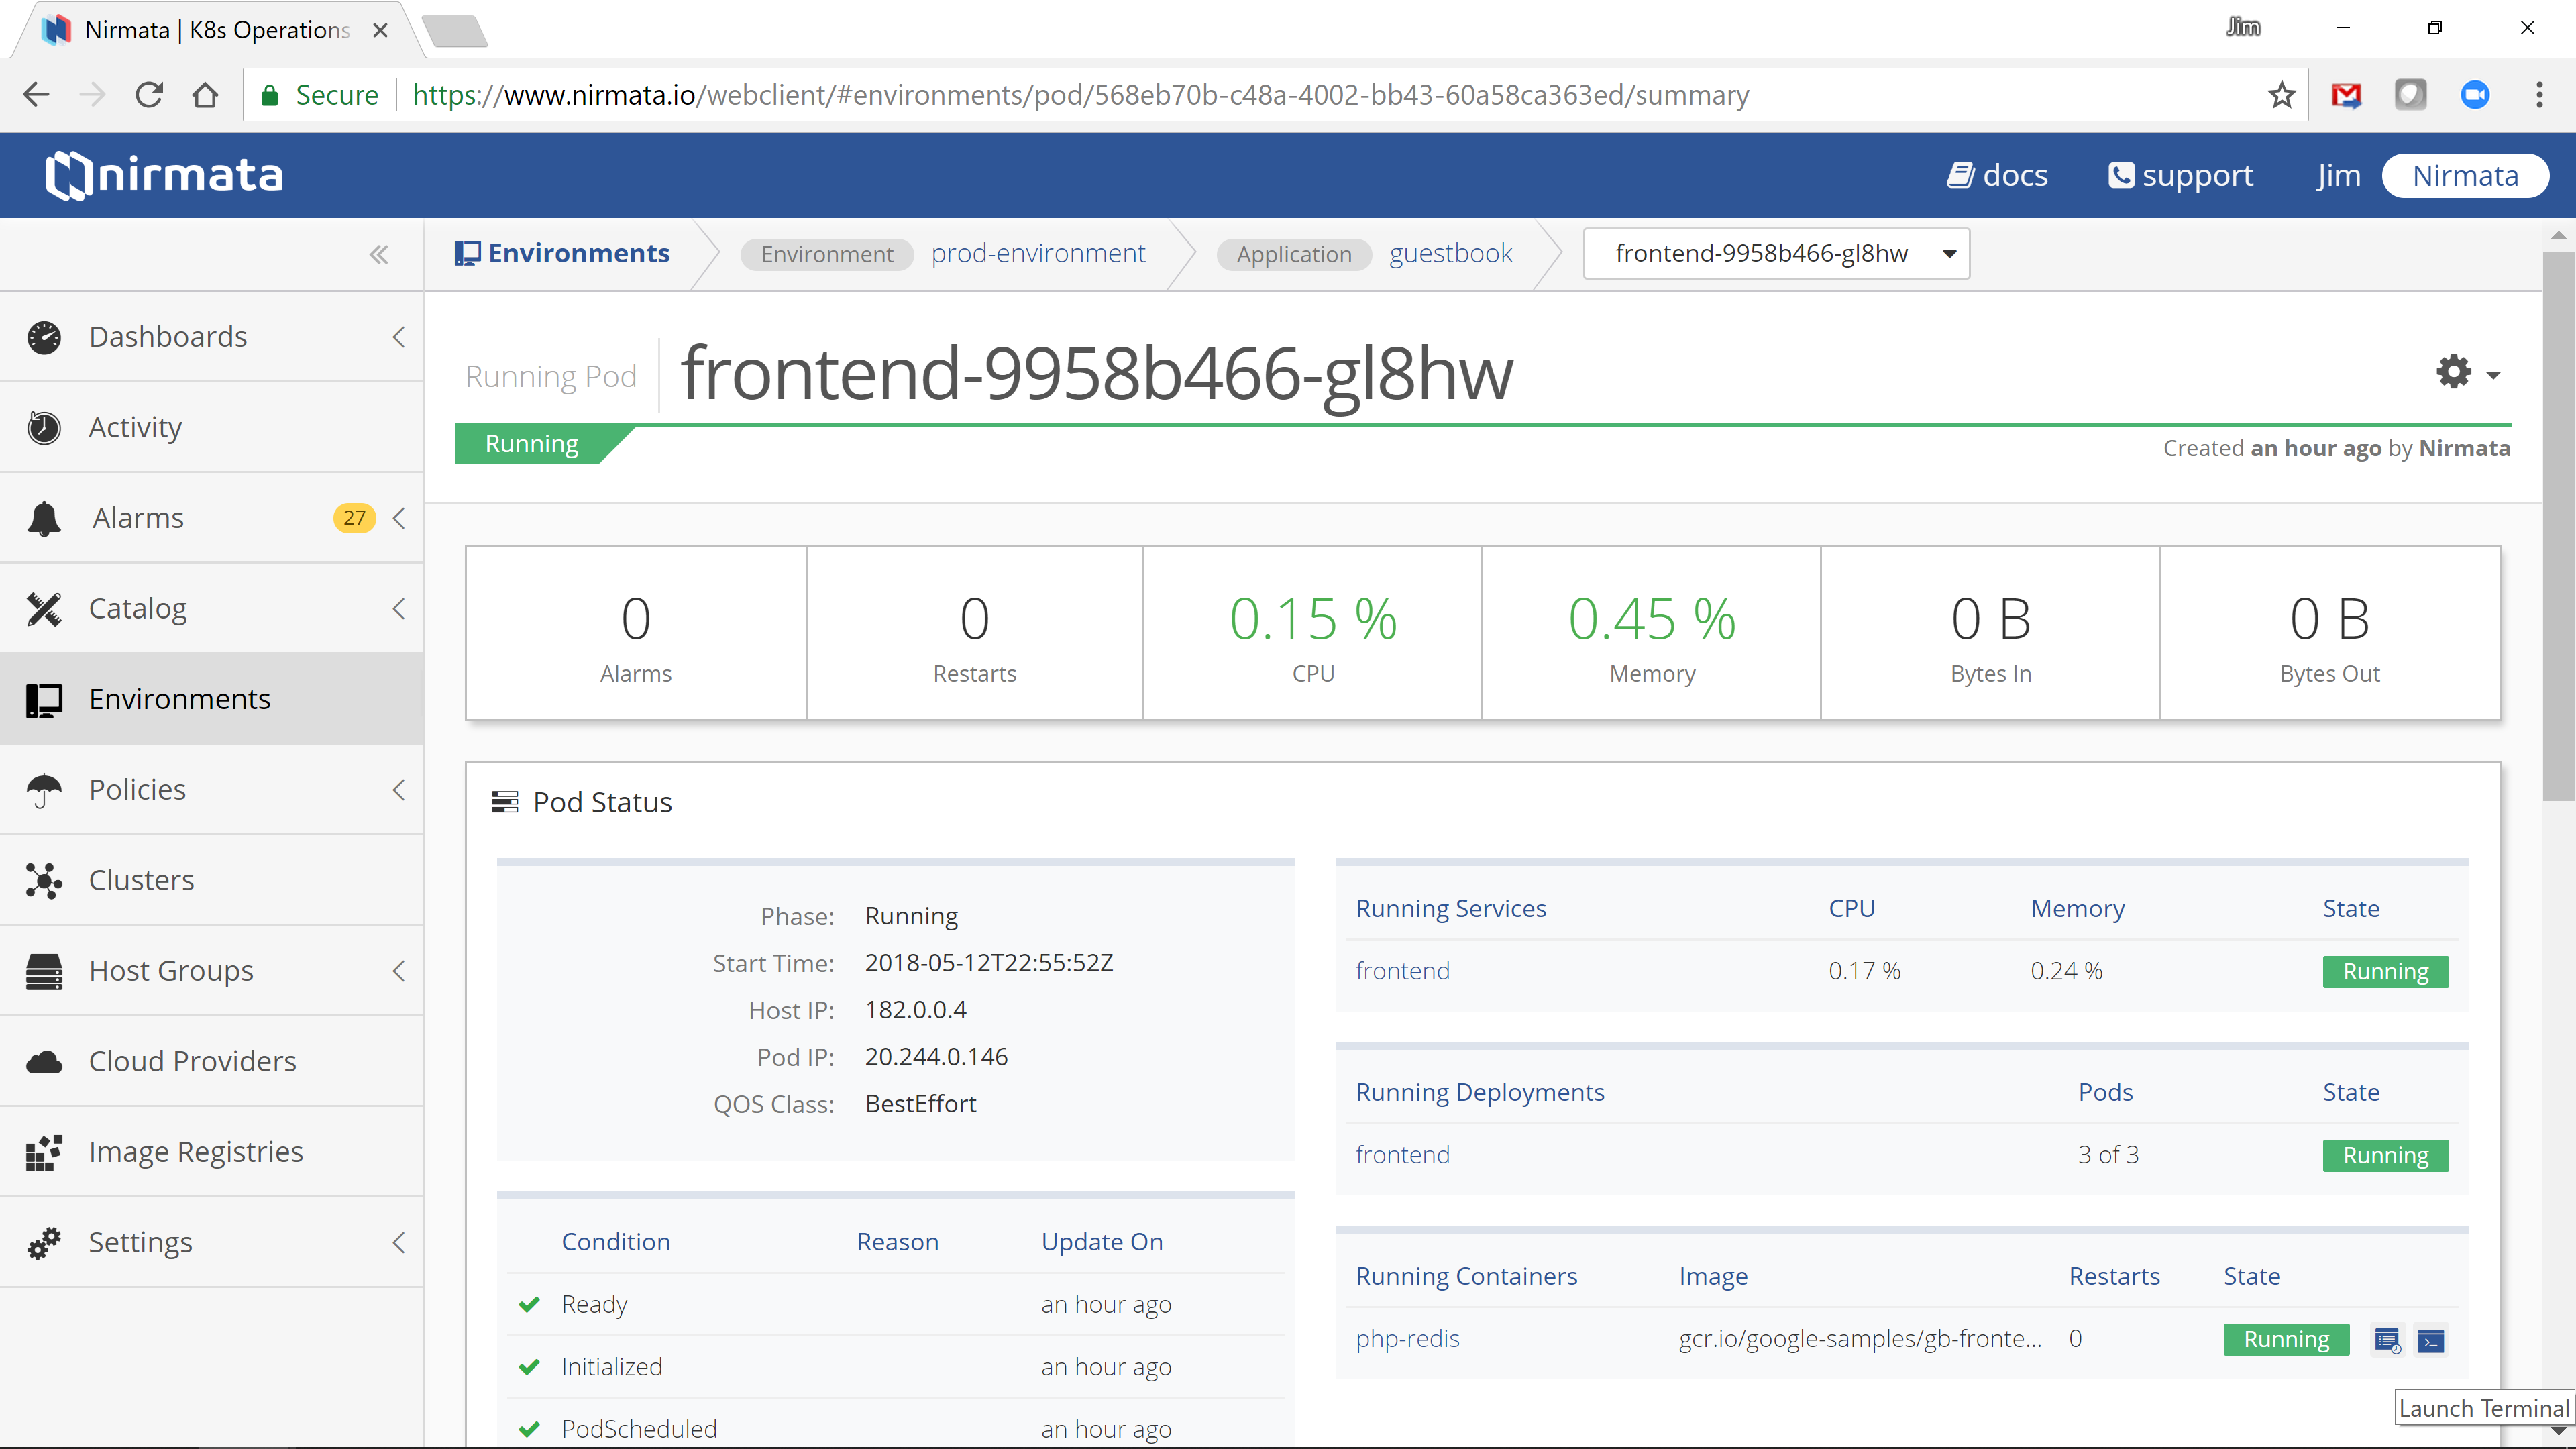 Nirmata | K8s Operations
Jim
Secure
https://www.nirmata.io/webclient/#environments/pod/568eb70b-c48a-4002-bb43-60a58ca363ed/summary
nirmata
docs
support
Jim
Nirmata
Environments
Environment prod-environment
Application guestbook
frontend-9958b466-gl8hw
Dashboards
Activity
Alarms 27
Catalog
Environments
Policies
Clusters
Host Groups
Cloud Providers
Image Registries
Settings
Running Pod frontend-9958b466-gl8hw
Running
Created an hour ago by Nirmata
0 0 0.15 % 0.45 % 0 B 0 B
Alarms Restarts CPU Memory Bytes In Bytes Out
Pod Status
Phase: Running
Start Time: 2018-05-12T22:55:52Z
Host IP: 182.0.0.4
Pod IP: 20.244.0.146
QOS Class: BestEffort
Condition Reason Update On
Ready an hour ago
Initialized an hour ago
PodScheduled an hour ago
Running Services CPU Memory State
frontend 0.17 % 0.24 % Running
Running Deployments Pods State
frontend 3 of 3 Running
Running Containers Image Restarts State
php-redis gcr.io/google-samples/gb-fronte... 0 Running
Launch Terminal